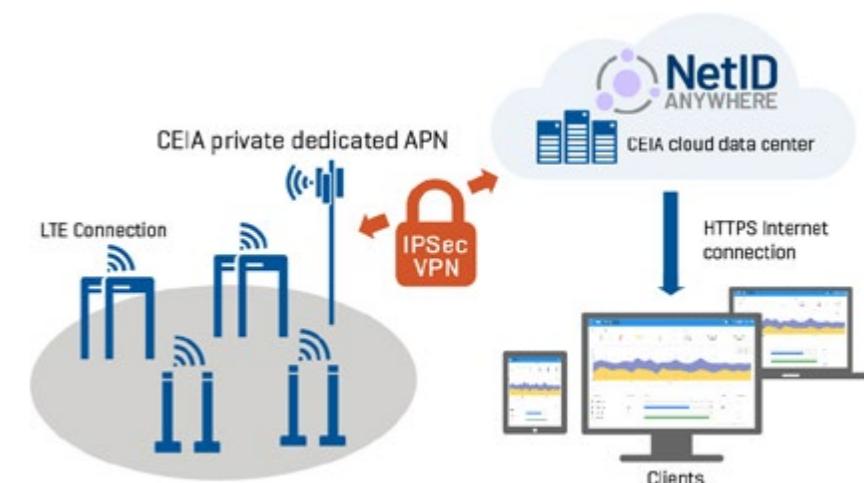 NetID
ANYWHERE
CEIA cloud data center
CEIA private dedicated APN
LTE Connection
IPSec
VPN
HTTPS Internet
connection
Clients